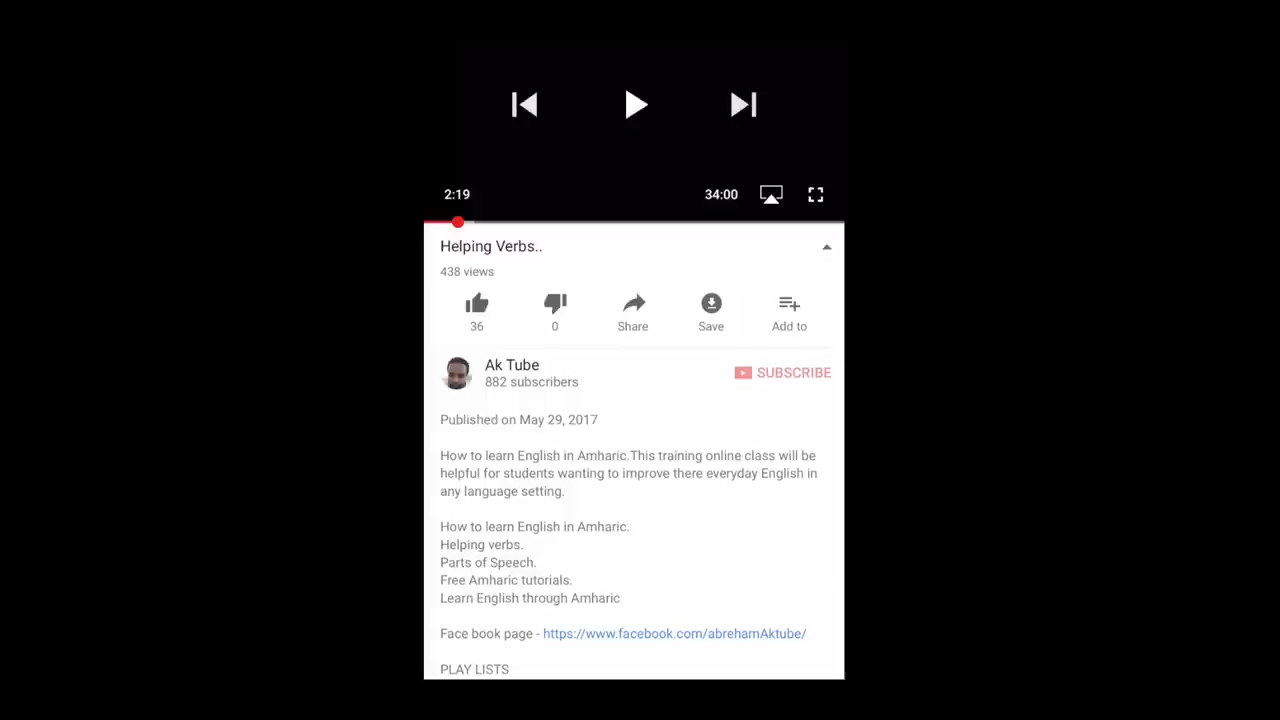 2:19 34:00
Helping Verbs..
438 views
36 0 Share Save Add to
Ak Tube
882 subscribers
SUBSCRIBE
Published on May 29, 2017
How to learn English in Amharic.This training online class will be
helpful for students wanting to improve there everyday English in
any language setting.
How to learn English in Amharic.
Helping verbs.
Parts of Speech.
Free Amharic tutorials.
Learn English through Amharic
Face book page - https://www.facebook.com/abrehamAktube/
PLAY LISTS